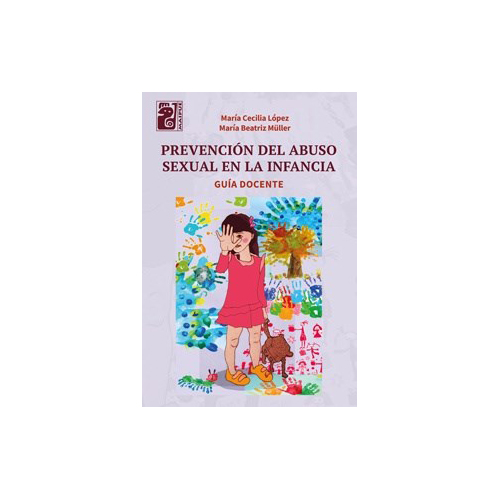 María Cecilia López
María Beatriz Müller
PREVENCIÓN DEL ABUSO
SEXUAL EN LA INFANCIA
GUÍA DOCENTE